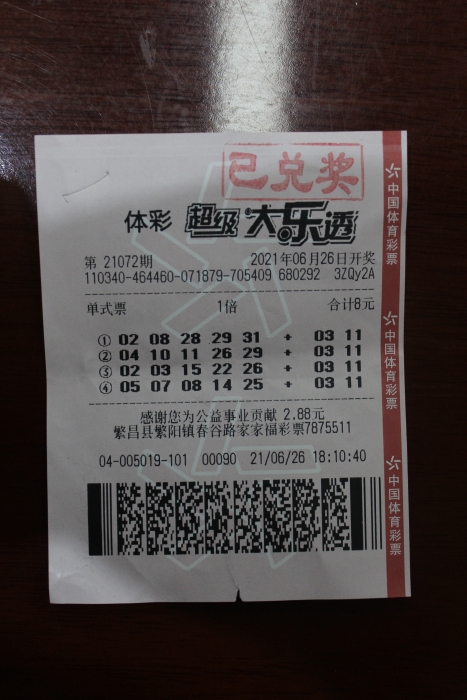 已兑奖
体彩 超级大乐透
第 21072期 2021年06月26日开奖
110340-464460-071879-705409 680292 3ZQy2A
单式票 1倍 合计8元
① 02 08 28 29 31 + 03 11
② 04 10 11 26 29 + 03 11
③ 02 03 15 22 26 + 03 11
④ 05 07 08 14 25 + 03 11
感谢您为公益事业贡献 2.88元
繁昌县繁阳镇春谷路家家福彩票7875511
04-005019-101 00090 21/06/26 18:10:40
中国体育彩票
中国体育彩票
中国体育彩票